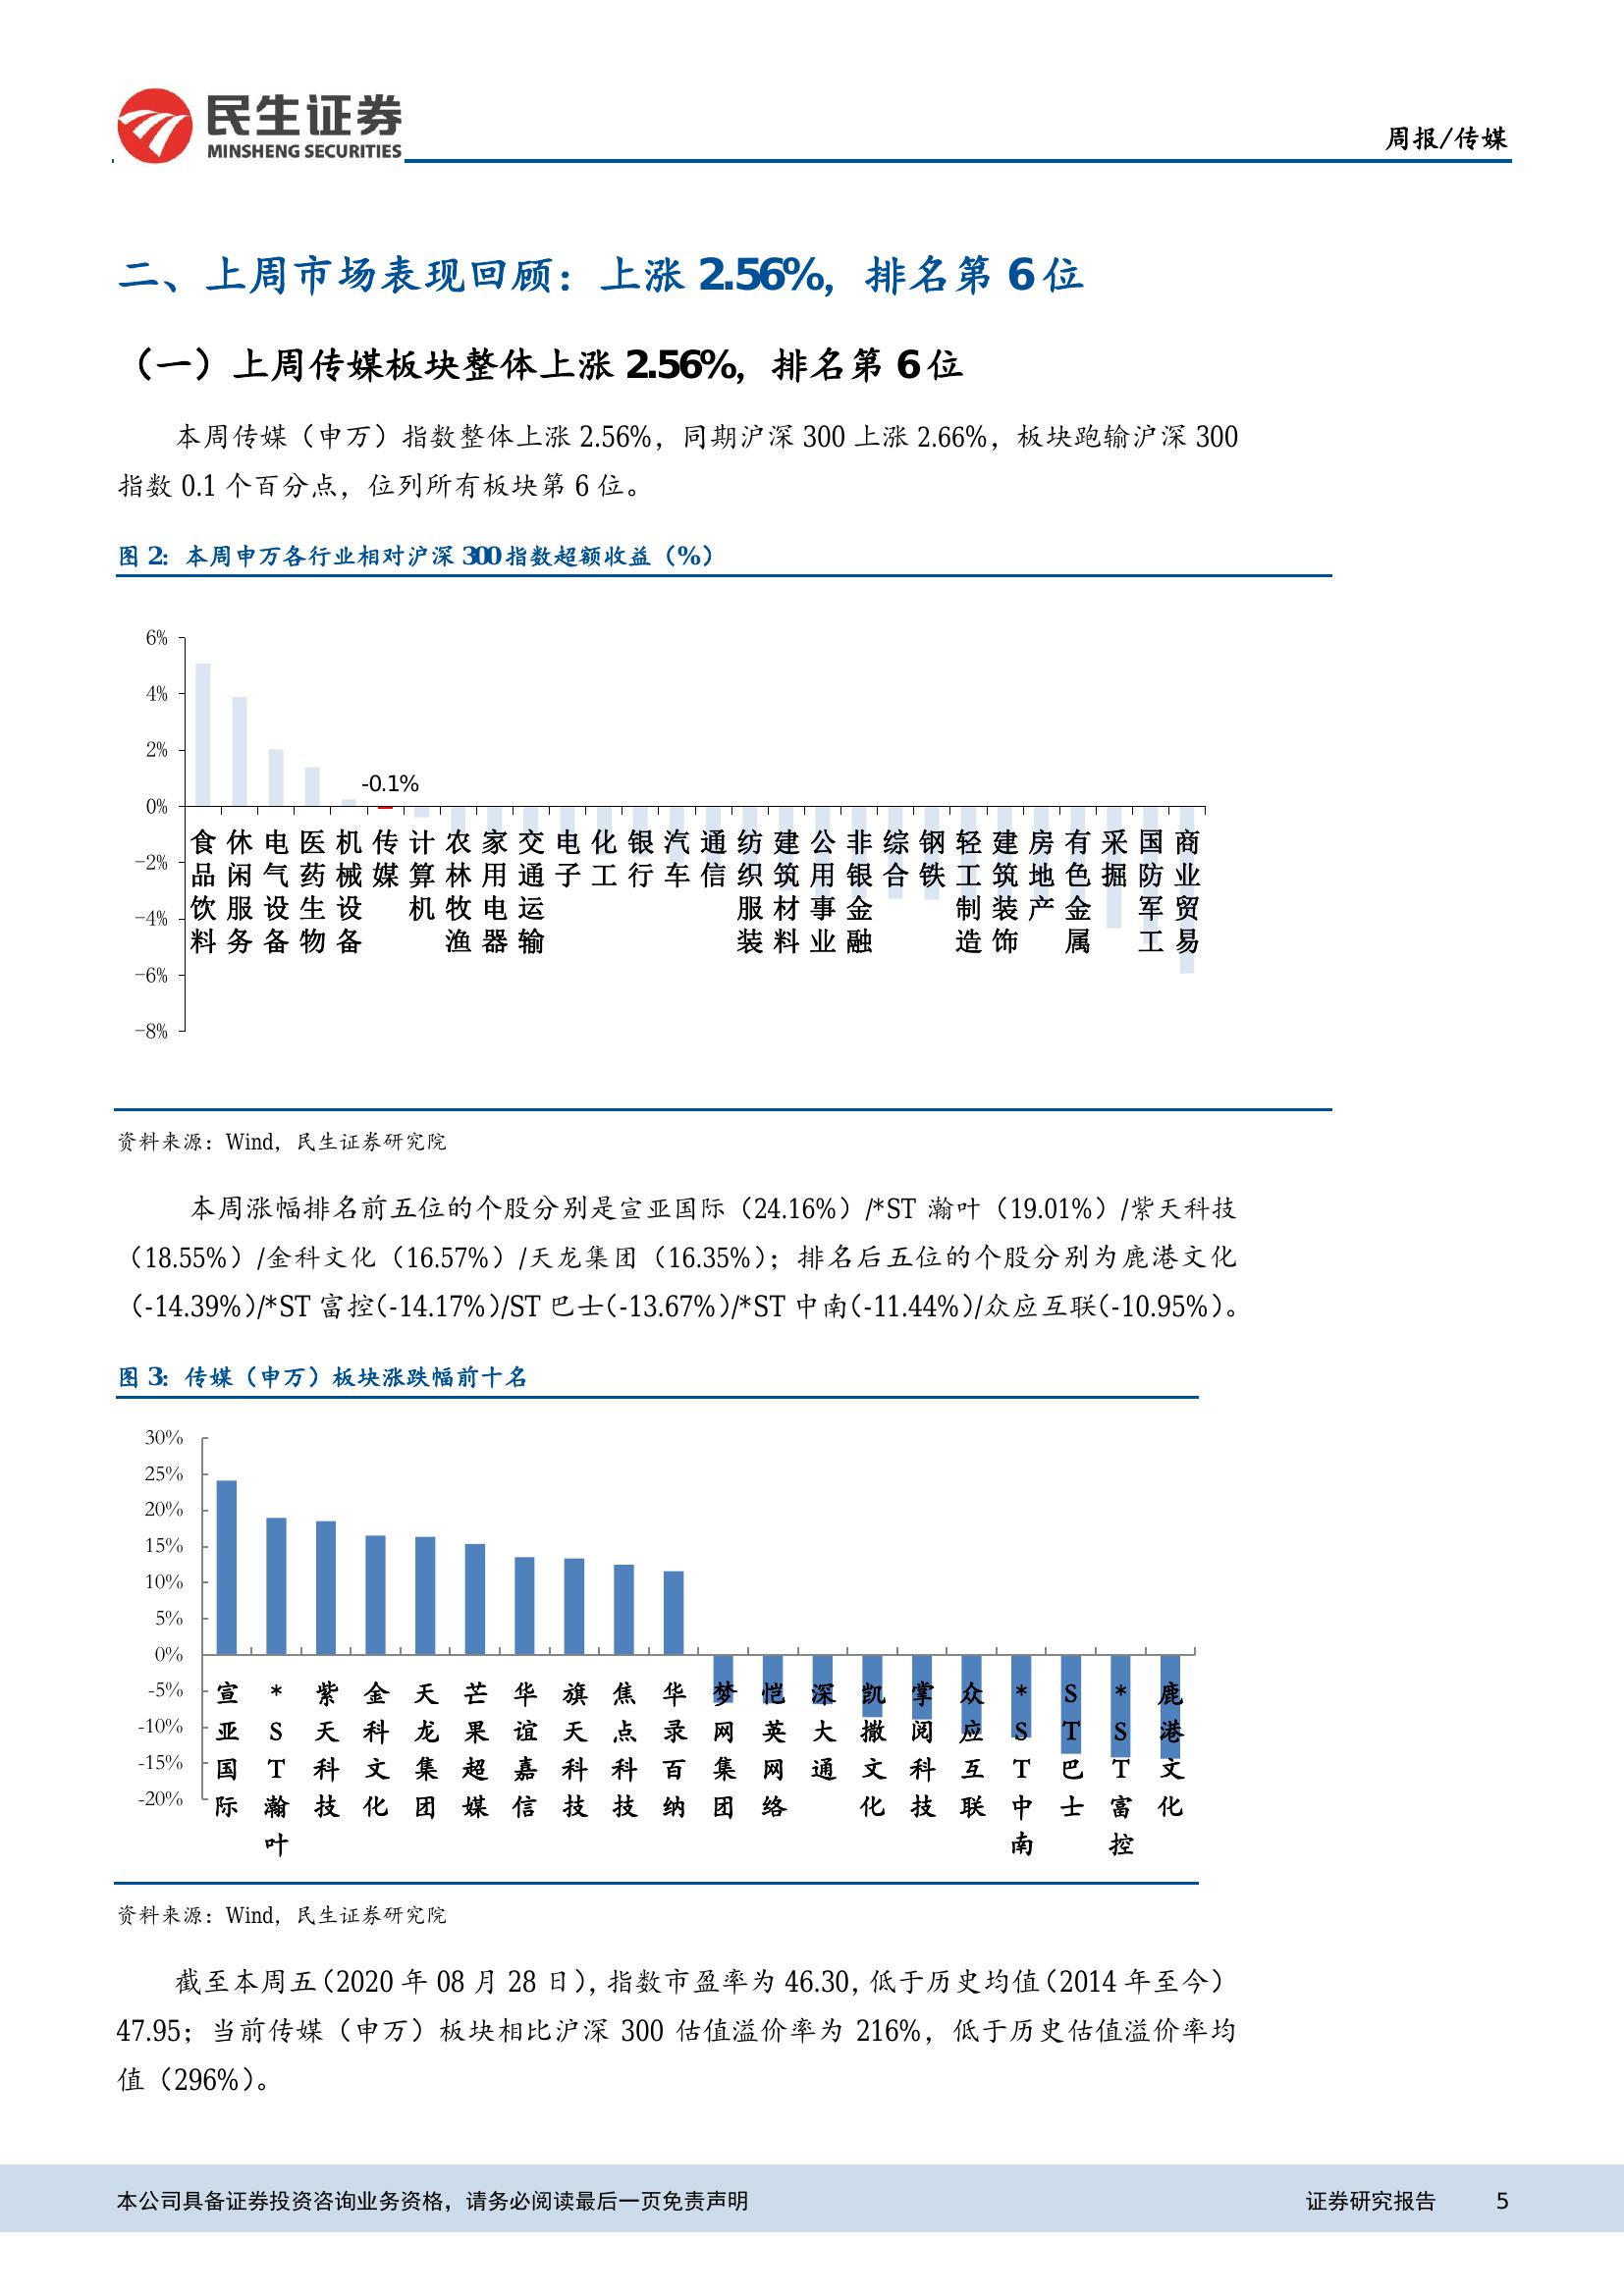 民生证券
MINSHENG SECURITIES
周报/传媒
二、上周市场表现回顾：上涨 2.56%，排名第 6 位
（一）上周传媒板块整体上涨 2.56%，排名第 6 位
本周传媒（申万）指数整体上涨 2.56%，同期沪深 300 上涨 2.66%，板块跑输沪深 300
指数 0.1 个百分点，位列所有板块第 6 位。
图 2：本周申万各行业相对沪深 300 指数超额收益（%）
6%
4%
2%
0%
-2%
-4%
-6%
-8%
-0.1%
食品饮料
休闲服务
电气设备
医药生物
机械设备
传媒
计算机
农林牧渔
家用电器
交通运输
电子
化工
银行
汽车
通信
纺织服装
建筑材料
公用事业
非银金融
综合
钢铁
轻工制造
建筑装饰
房地产
有色金属
采掘
国防军工
商业贸易
资料来源：Wind，民生证券研究院
本周涨幅排名前五位的个股分别是宣亚国际（24.16%）/*ST 瀚叶（19.01%）/紫天科技
（18.55%）/金科文化（16.57%）/天龙集团（16.35%）；排名后五位的个股分别为鹿港文化
（-14.39%)/*ST 富控(-14.17%)/ST 巴士(-13.67%)/*ST 中南(-11.44%)/众应互联(-10.95%)。
图 3：传媒（申万）板块涨跌幅前十名
30%
25%
20%
15%
10%
5%
0%
-5%
-10%
-15%
-20%
宣亚国际
*ST瀚叶
紫天科技
金科文化
天龙集团
芒果超媒
华谊嘉信
旗天科技
焦点科技
华录百纳
梦网集团
恺英网络
深大通
凯撒文化
掌阅科技
众应互联
*ST中南
ST巴士
*ST富控
鹿港文化
资料来源：Wind，民生证券研究院
截至本周五（2020 年 08 月 28 日），指数市盈率为 46.30，低于历史均值（2014 年至今）
47.95；当前传媒（申万）板块相比沪深 300 估值溢价率为 216%，低于历史估值溢价率均
值（296%）。
本公司具备证券投资咨询业务资格，请务必阅读最后一页免责声明
证券研究报告 5